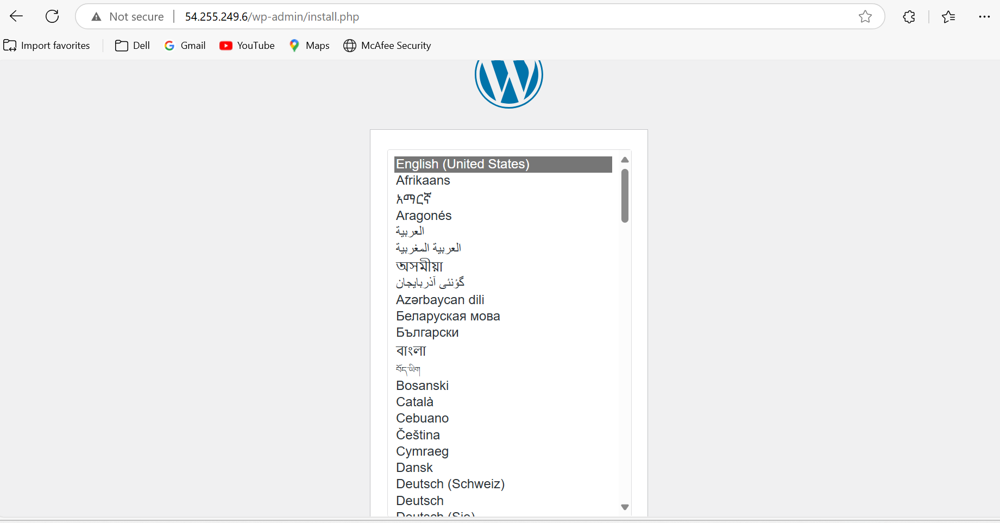 Not secure 54.255.249.6/wp-admin/install.php
Import favorites Dell Gmail YouTube Maps McAfee Security
English (United States)
Afrikaans
አማርኛ
Aragonés
العربية
العربية المغربية
অসমীয়া
گؤنئی آذربایجان
Azərbaycan dili
Беларуская мова
Български
বাংলা
བོད་ཡིག
Bosanski
Català
Cebuano
Čeština
Cymraeg
Dansk
Deutsch (Schweiz)
Deutsch
Deutsch (Sie)